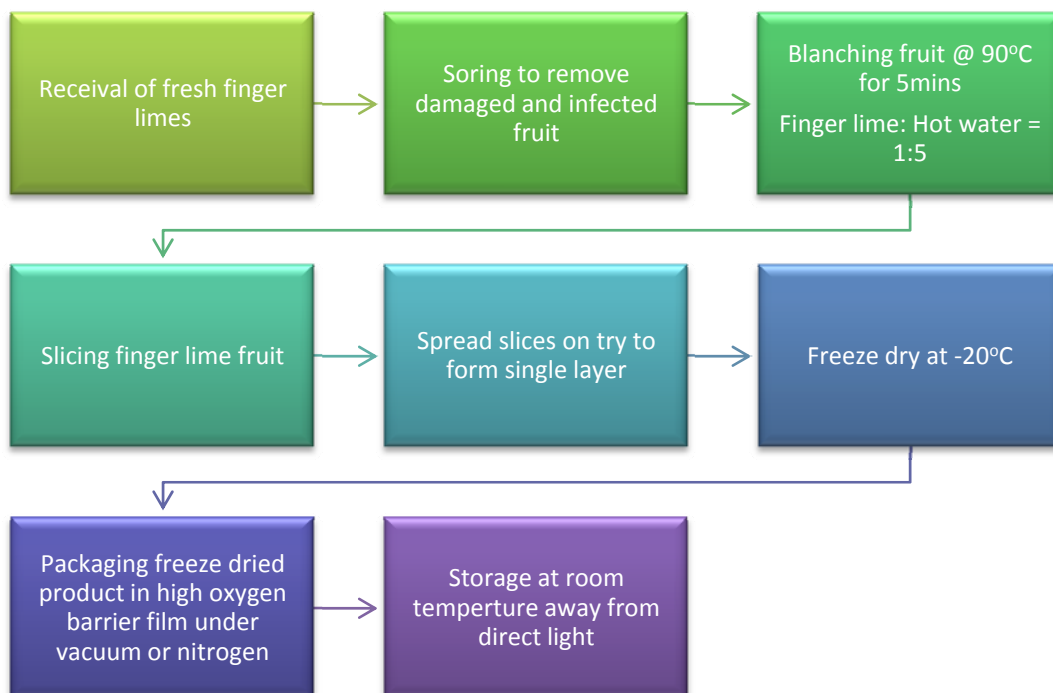 Receival of fresh finger
limes
Soring to remove
damaged and infected
fruit
Blanching fruit @ 90°C
for 5mins
Finger lime: Hot water =
1:5
Slicing finger lime fruit
Spread slices on try to
form single layer
Freeze dry at -20°C
Packaging freeze dried
product in high oxygen
barrier film under
vacuum or nitrogen
Storage at room
temperture away from
direct light